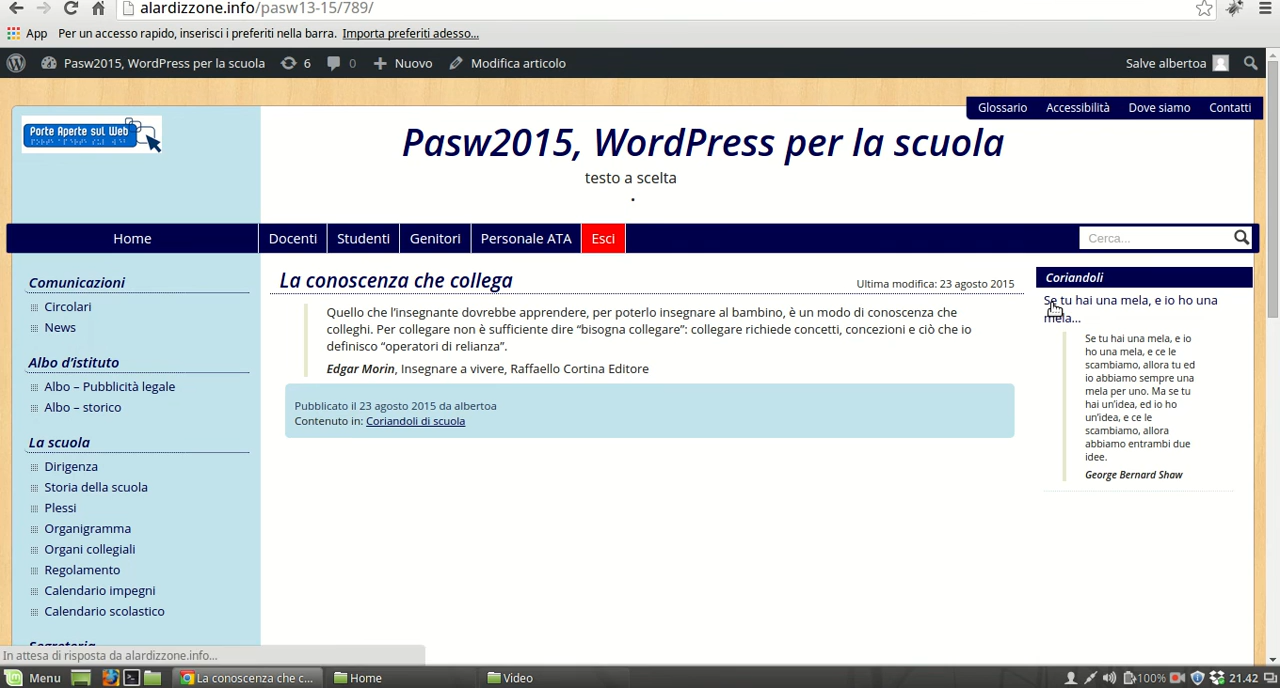 alardizzone.info/pasw13-15/789/
App Per un accesso rapido, inserisci i preferiti nella barra. Importa preferiti adesso...
Pasw2015, WordPress per la scuola 6 0 Nuovo Modifica articolo Salve albertoa
Glossario Accessibilità Dove siamo Contatti
Porte Aperte sul Web
Pasw2015, WordPress per la scuola
testo a scelta
.
Home Docenti Studenti Genitori Personale ATA Esci Cerca...
Comunicazioni
Circolari
News
Albo d'istituto
Albo – Pubblicità legale
Albo – storico
La scuola
Dirigenza
Storia della scuola
Plessi
Organigramma
Organi collegiali
Regolamento
Calendario impegni
Calendario scolastico
Segreteria
La conoscenza che collega
Ultima modifica: 23 agosto 2015
Quello che l’insegnante dovrebbe apprendere, per poterlo insegnare al bambino, è un modo di conoscenza che
colleghi. Per collegare non è sufficiente dire “bisogna collegare”: collegare richiede concetti, concezioni e ciò che io
definisco “operatori di relianza”.
Edgar Morin, Insegnare a vivere, Raffaello Cortina Editore
Pubblicato il 23 agosto 2015 da albertoa
Contenuto in: Coriandoli di scuola
Coriandoli
Se tu hai una mela, e io ho una
mela...
Se tu hai una mela, e io
ho una mela, e ce le
scambiamo, allora tu ed
io abbiamo sempre una
mela per uno. Ma se tu
hai un’idea, ed io ho
un’idea, e ce le
scambiamo, allora
abbiamo entrambi due
idee.
George Bernard Shaw
In attesa di risposta da alardizzone.info...
Menu La conoscenza che c... Home Video 100% 21.42